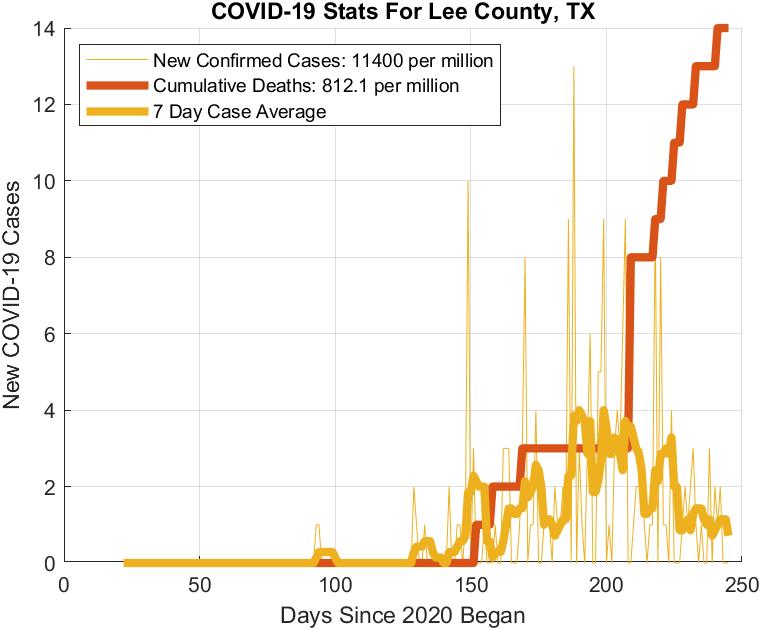 COVID-19 Stats For Lee County, TX
New Confirmed Cases: 11400 per million
Cumulative Deaths: 812.1 per million
7 Day Case Average
New COVID-19 Cases
14
12
10
8
6
4
2
0
0 50 100 150 200 250
Days Since 2020 Began